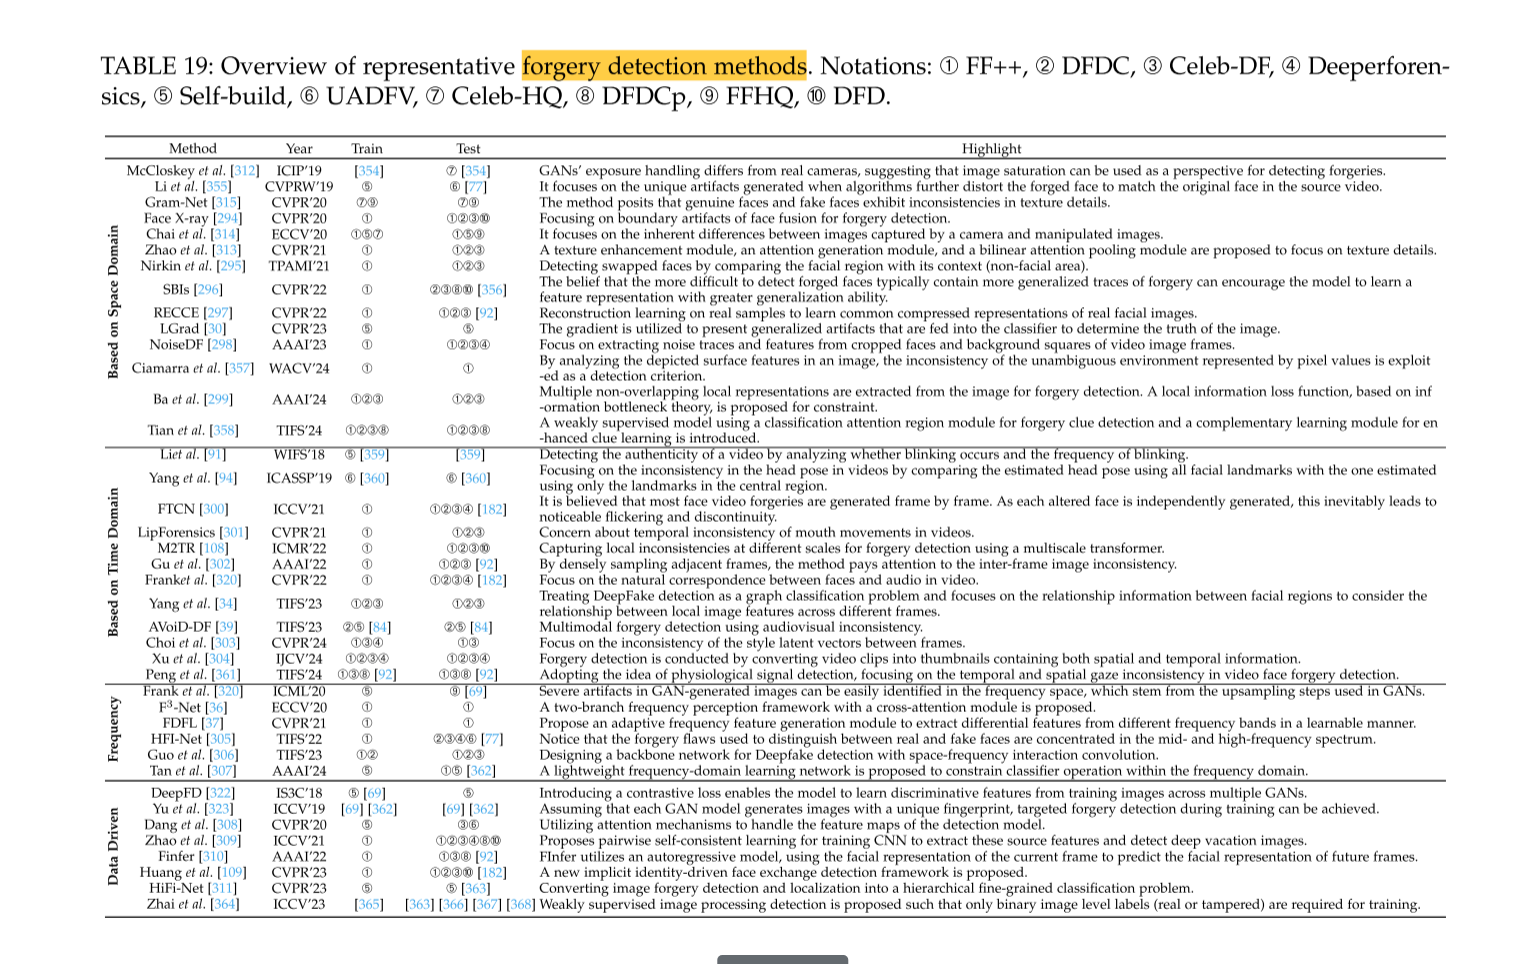 TABLE 19: Overview of representative forgery detection methods. Notations: ① FF++, ② DFDC, ③ Celeb-DF, ④ Deeperforen-
sics, ⑤ Self-build, ⑥ UADFV, ⑦ Celeb-HQ, ⑧ DFDCp, ⑨ FFHQ, ⑩ DFD.
Method Year Train Test Highlight
Based on Space Domain
McCloskey et al. [312] ICIP'19 [354] ⑦ [354] GANs' exposure handling differs from real cameras, suggesting that image saturation can be used as a perspective for detecting forgeries.
Li et al. [355] CVPRW'19 ⑤ ⑥ [77] It focuses on the unique artifacts generated when algorithms further distort the forged face to match the original face in the source video.
Gram-Net [315] CVPR'20 ⑦⑨ ⑦⑨ The method posits that genuine faces and fake faces exhibit inconsistencies in texture details.
Face X-ray [294] CVPR'20 ① ①②③⑩ Focusing on boundary artifacts of face fusion for forgery detection.
Chai et al. [314] ECCV'20 ①⑤⑦ ①⑤⑨ It focuses on the inherent differences between images captured by a camera and manipulated images.
Zhao et al. [313] CVPR'21 ① ①②③ A texture enhancement module, an attention generation module, and a bilinear attention pooling module are proposed to focus on texture details.
Nirkin et al. [295] TPAMI'21 ① ①②③ Detecting swapped faces by comparing the facial region with its context (non-facial area).
SBIs [296] CVPR'22 ① ②③⑧⑩ [356] The belief that the more difficult to detect forged faces typically contain more generalized traces of forgery can encourage the model to learn a
feature representation with greater generalization ability.
RECCE [297] CVPR'22 ① ①②③ [92] Reconstruction learning on real samples to learn common compressed representations of real facial images.
LGrad [30] CVPR'23 ⑤ ⑤ The gradient is utilized to present generalized artifacts that are fed into the classifier to determine the truth of the image.
NoiseDF [298] AAAI'23 ① ①②③④ Focus on extracting noise traces and features from cropped faces and background squares of video image frames.
Ciamarra et al. [357] WACV'24 ① ① By analyzing the depicted surface features in an image, the inconsistency of the unambiguous environment represented by pixel values is exploit
-ed as a detection criterion.
Ba et al. [299] AAAI'24 ①②③ ①②③ Multiple non-overlapping local representations are extracted from the image for forgery detection. A local information loss function, based on inf
-ormation bottleneck theory, is proposed for constraint.
Tian et al. [358] TIFS'24 ①②③⑧ ①②③⑧ A weakly supervised model using a classification attention region module for forgery clue detection and a complementary learning module for en
-hanced clue learning is introduced.
Based on Time Domain
Liet al. [91] WIFS'18 ⑤ [359] [359] Detecting the authenticity of a video by analyzing whether blinking occurs and the frequency of blinking.
Yang et al. [94] ICASSP'19 ⑥ [360] ⑥ [360] Focusing on the inconsistency in the head pose in videos by comparing the estimated head pose using all facial landmarks with the one estimated
using only the landmarks in the central region.
FTCN [300] ICCV'21 ① ①②③④ [182] It is believed that most face video forgeries are generated frame by frame. As each altered face is independently generated, this inevitably leads to
noticeable flickering and discontinuity.
LipForensics [301] CVPR'21 ① ①②③ Concern about temporal inconsistency of mouth movements in videos.
M2TR [108] ICMR'22 ① ①②③⑩ Capturing local inconsistencies at different scales for forgery detection using a multiscale transformer.
Gu et al. [302] AAAI'22 ① ①②③ [92] By densely sampling adjacent frames, the method pays attention to the inter-frame image inconsistency.
Franket [320] CVPR'22 ① ①②③④ [182] Focus on the natural correspondence between faces and audio in video.
Yang et al. [34] TIFS'23 ①②③ ①②③ Treating DeepFake detection as a graph classification problem and focuses on the relationship information between facial regions to consider the
relationship between local image features across different frames.
AVoiD-DF [39] TIFS'23 ②⑤ [84] ②⑤ [84] Multimodal forgery detection using audiovisual inconsistency.
Choi et al. [303] CVPR'24 ①③④ ①③ Focus on the inconsistency of the style latent vectors between frames.
Xu et al. [304] IJCV'24 ①②③④ ①②③④ Forgery detection is conducted by converting video clips into thumbnails containing both spatial and temporal information.
Peng et al. [361] TIFS'24 ①③⑧ [92] ①③⑧ [92] Adopting the idea of physiological signal detection, focusing on the temporal and spatial gaze inconsistency in video face forgery detection.
Frequency
Frank et al. [320] ICML'20 ⑤ ⑨ [69] Severe artifacts in GAN-generated images can be easily identified in the frequency space, which stem from the upsampling steps used in GANs.
F³-Net [36] ECCV'20 ① ① A two-branch frequency perception framework with a cross-attention module is proposed.
FDFL [37] CVPR'21 ① ① Propose an adaptive frequency feature generation module to extract differential features from different frequency bands in a learnable manner.
HFI-Net [305] TIFS'22 ① ②③④⑥ [77] Notice that the forgery flaws used to distinguish between real and fake faces are concentrated in the mid- and high-frequency spectrum.
Guo et al. [306] TIFS'23 ①② ①②③ Designing a backbone network for Deepfake detection with space-frequency interaction convolution.
Tan et al. [307] AAAI'24 ⑤ ①⑤ [362] A lightweight frequency-domain learning network is proposed to constrain classifier operation within the frequency domain.
Data Driven
DeepFD [322] IS3C'18 ⑤ [69] ⑤ Introducing a contrastive loss enables the model to learn discriminative features from training images across multiple GANs.
Yu et al. [323] ICCV'19 [69] [362] [69] [362] Assuming that each GAN model generates images with a unique fingerprint, targeted forgery detection during training can be achieved.
Dang et al. [308] CVPR'20 ⑤ ③⑥ Utilizing attention mechanisms to handle the feature maps of the detection model.
Zhao et al. [309] ICCV'21 ① ①②③④⑧⑩ Proposes pairwise self-consistent learning for training CNN to extract these source features and detect deep vacation images.
Finfer [310] AAAI'22 ① ①③⑧ [92] FInfer utilizes an autoregressive model, using the facial representation of the current frame to predict the facial representation of future frames.
Huang et al. [109] CVPR'23 ① ①②③⑩ [182] A new implicit identity-driven face exchange detection framework is proposed.
HiFi-Net [311] CVPR'23 ⑤ ⑤ [363] Converting image forgery detection and localization into a hierarchical fine-grained classification problem.
Zhai et al. [364] ICCV'23 [365] [363] [366] [367] [368] Weakly supervised image processing detection is proposed such that only binary image level labels (real or tampered) are required for training.